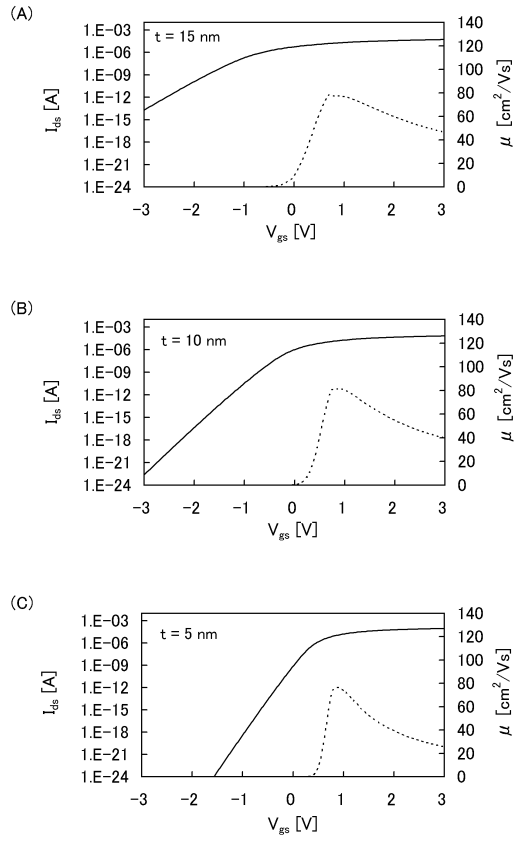 (A)
t = 15 nm
1.E−03
1.E−06
1.E−09
1.E−12
1.E−15
1.E−18
1.E−21
1.E−24
Ids [A]
140
120
100
80
60
40
20
0
μ [cm²/Vs]
−3 −2 −1 0 1 2 3
Vgs [V]
(B)
t = 10 nm
1.E−03
1.E−06
1.E−09
1.E−12
1.E−15
1.E−18
1.E−21
1.E−24
Ids [A]
140
120
100
80
60
40
20
0
μ [cm²/Vs]
−3 −2 −1 0 1 2 3
Vgs [V]
(C)
t = 5 nm
1.E−03
1.E−06
1.E−09
1.E−12
1.E−15
1.E−18
1.E−21
1.E−24
Ids [A]
140
120
100
80
60
40
20
0
μ [cm²/Vs]
−3 −2 −1 0 1 2 3
Vgs [V]